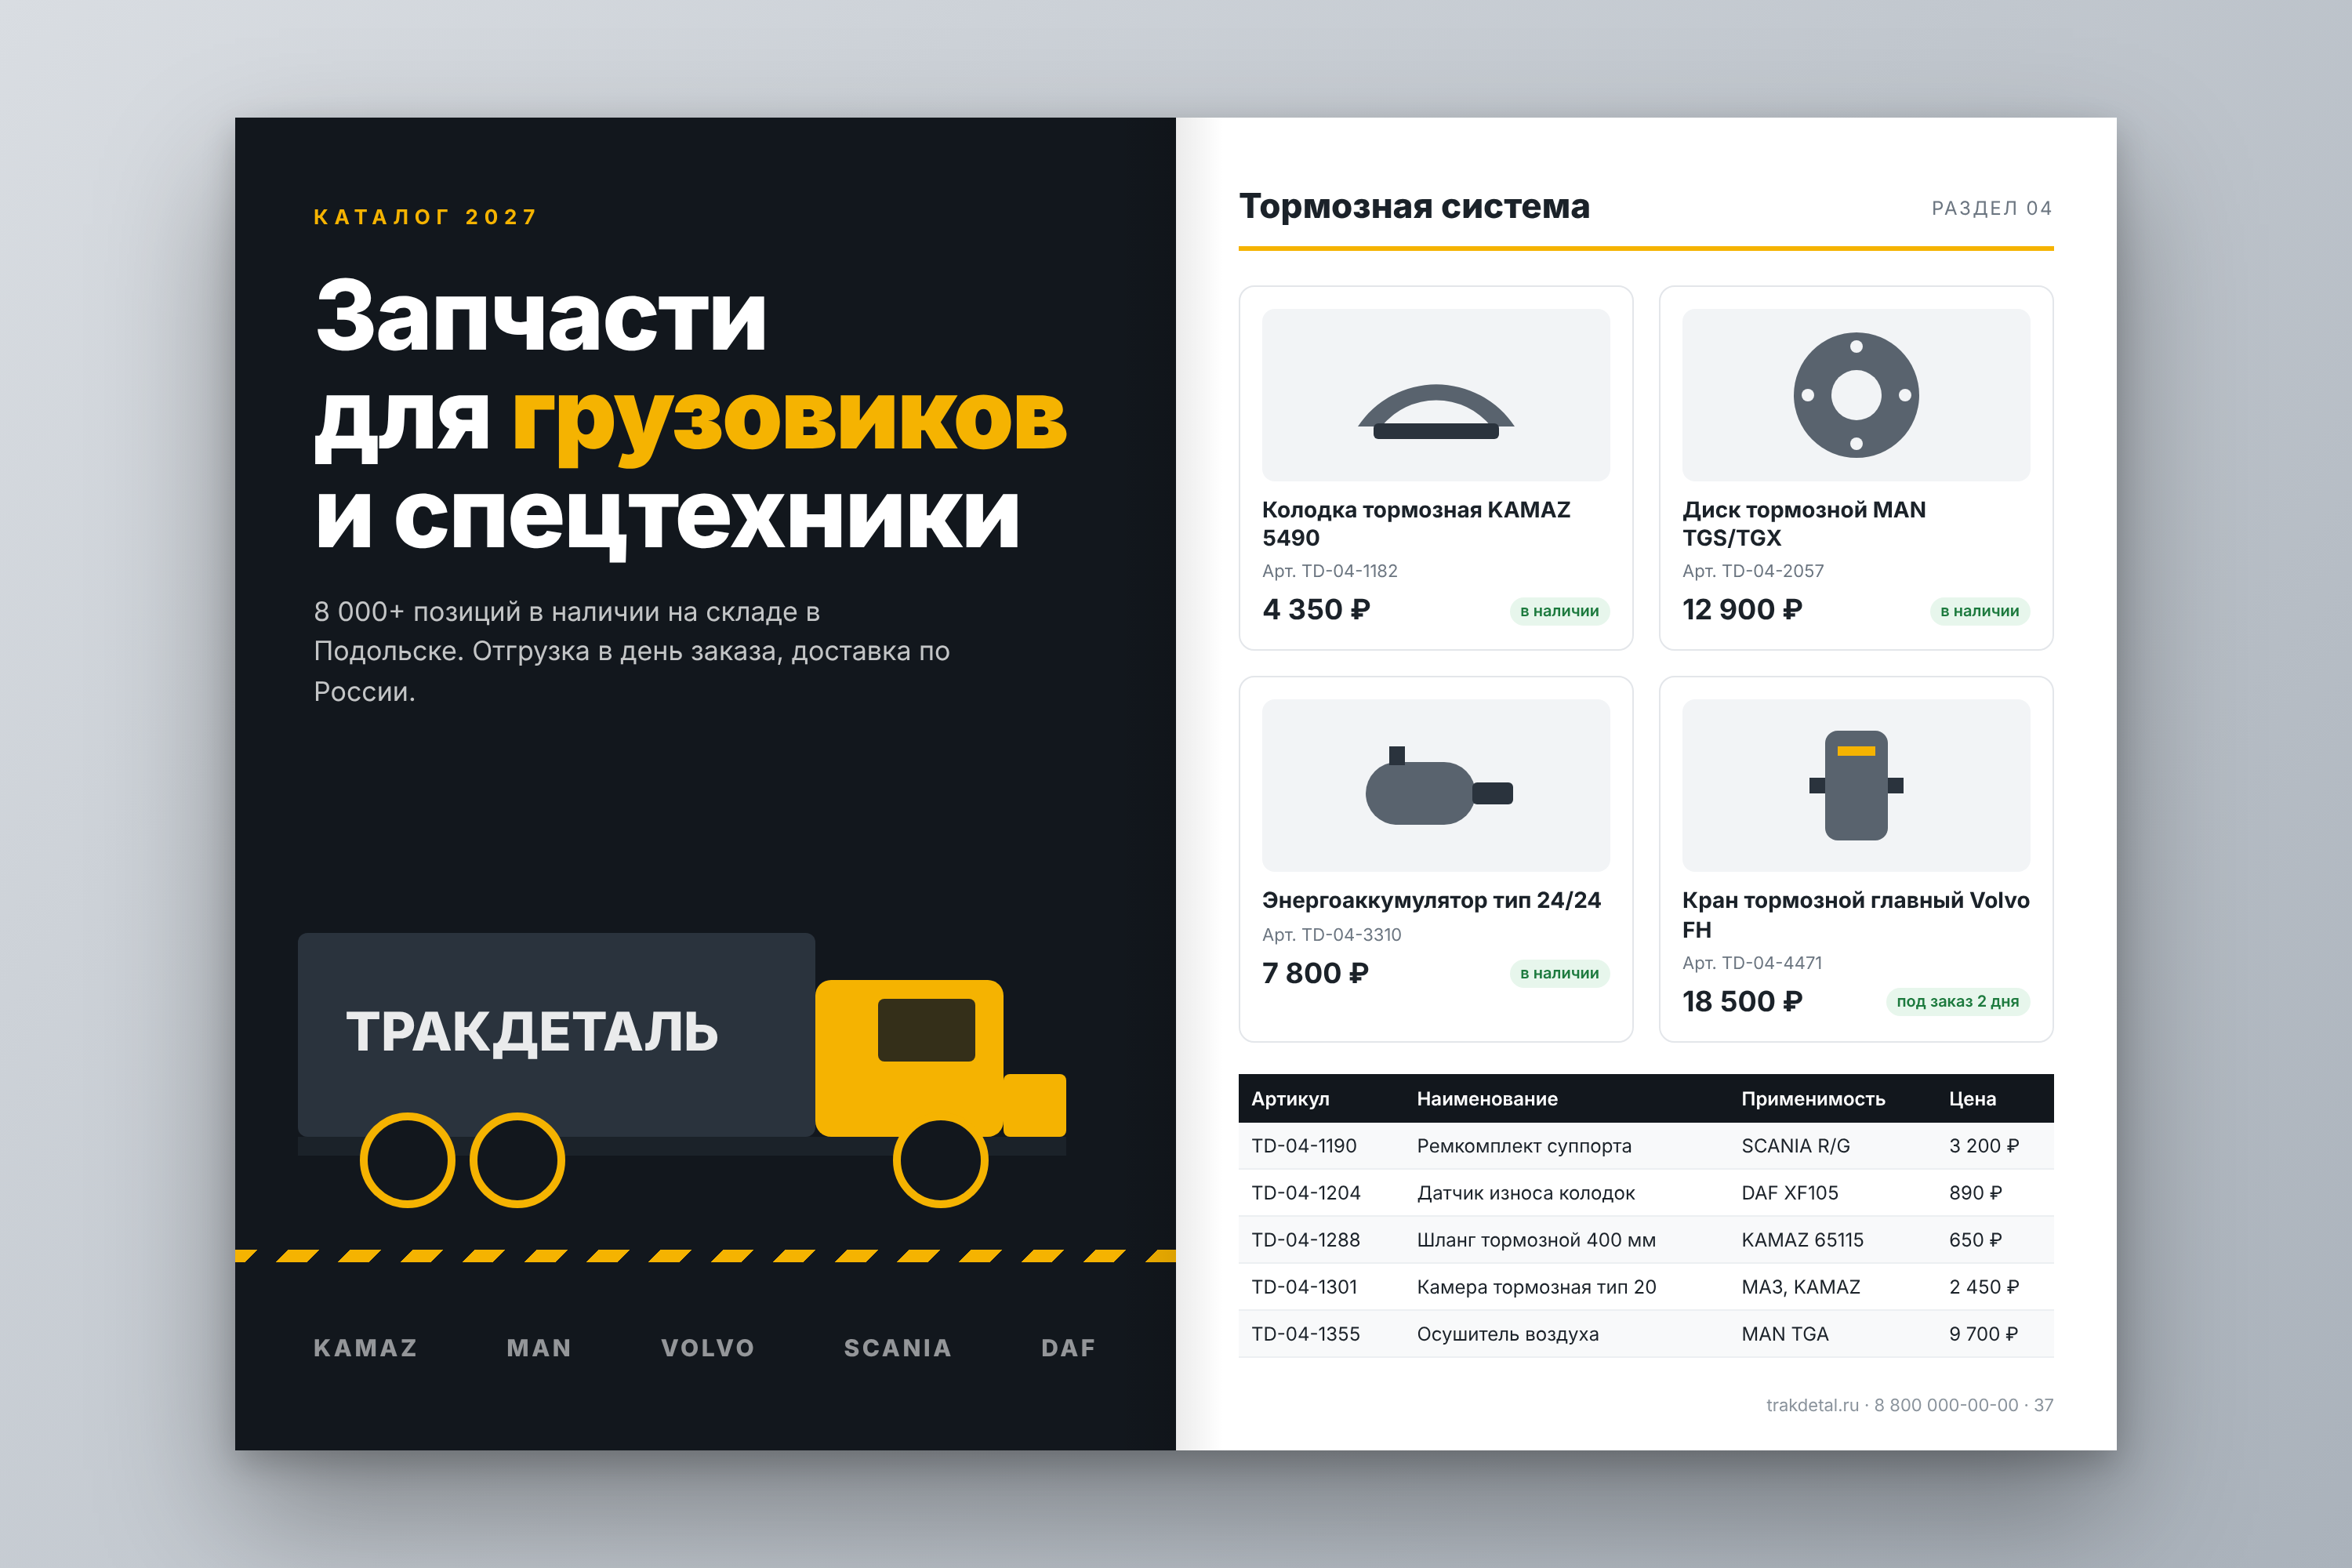 КАТАЛОГ 2027
Запчасти
для грузовиков
и спецтехники
8 000+ позиций в наличии на складе в
Подольске. Отгрузка в день заказа, доставка по
России.
ТРАКДЕТАЛЬ
KAMAZ MAN VOLVO SCANIA DAF
Тормозная система
РАЗДЕЛ 04
Колодка тормозная KAMAZ
5490
Арт. TD-04-1182
4 350 ₽ в наличии
Диск тормозной MAN
TGS/TGX
Арт. TD-04-2057
12 900 ₽ в наличии
Энергоаккумулятор тип 24/24
Арт. TD-04-3310
7 800 ₽ в наличии
Кран тормозной главный Volvo
FH
Арт. TD-04-4471
18 500 ₽ под заказ 2 дня
Артикул Наименование Применимость Цена
TD-04-1190 Ремкомплект суппорта SCANIA R/G 3 200 ₽
TD-04-1204 Датчик износа колодок DAF XF105 890 ₽
TD-04-1288 Шланг тормозной 400 мм KAMAZ 65115 650 ₽
TD-04-1301 Камера тормозная тип 20 МАЗ, KAMAZ 2 450 ₽
TD-04-1355 Осушитель воздуха MAN TGA 9 700 ₽
trakdetal.ru · 8 800 000-00-00 · 37